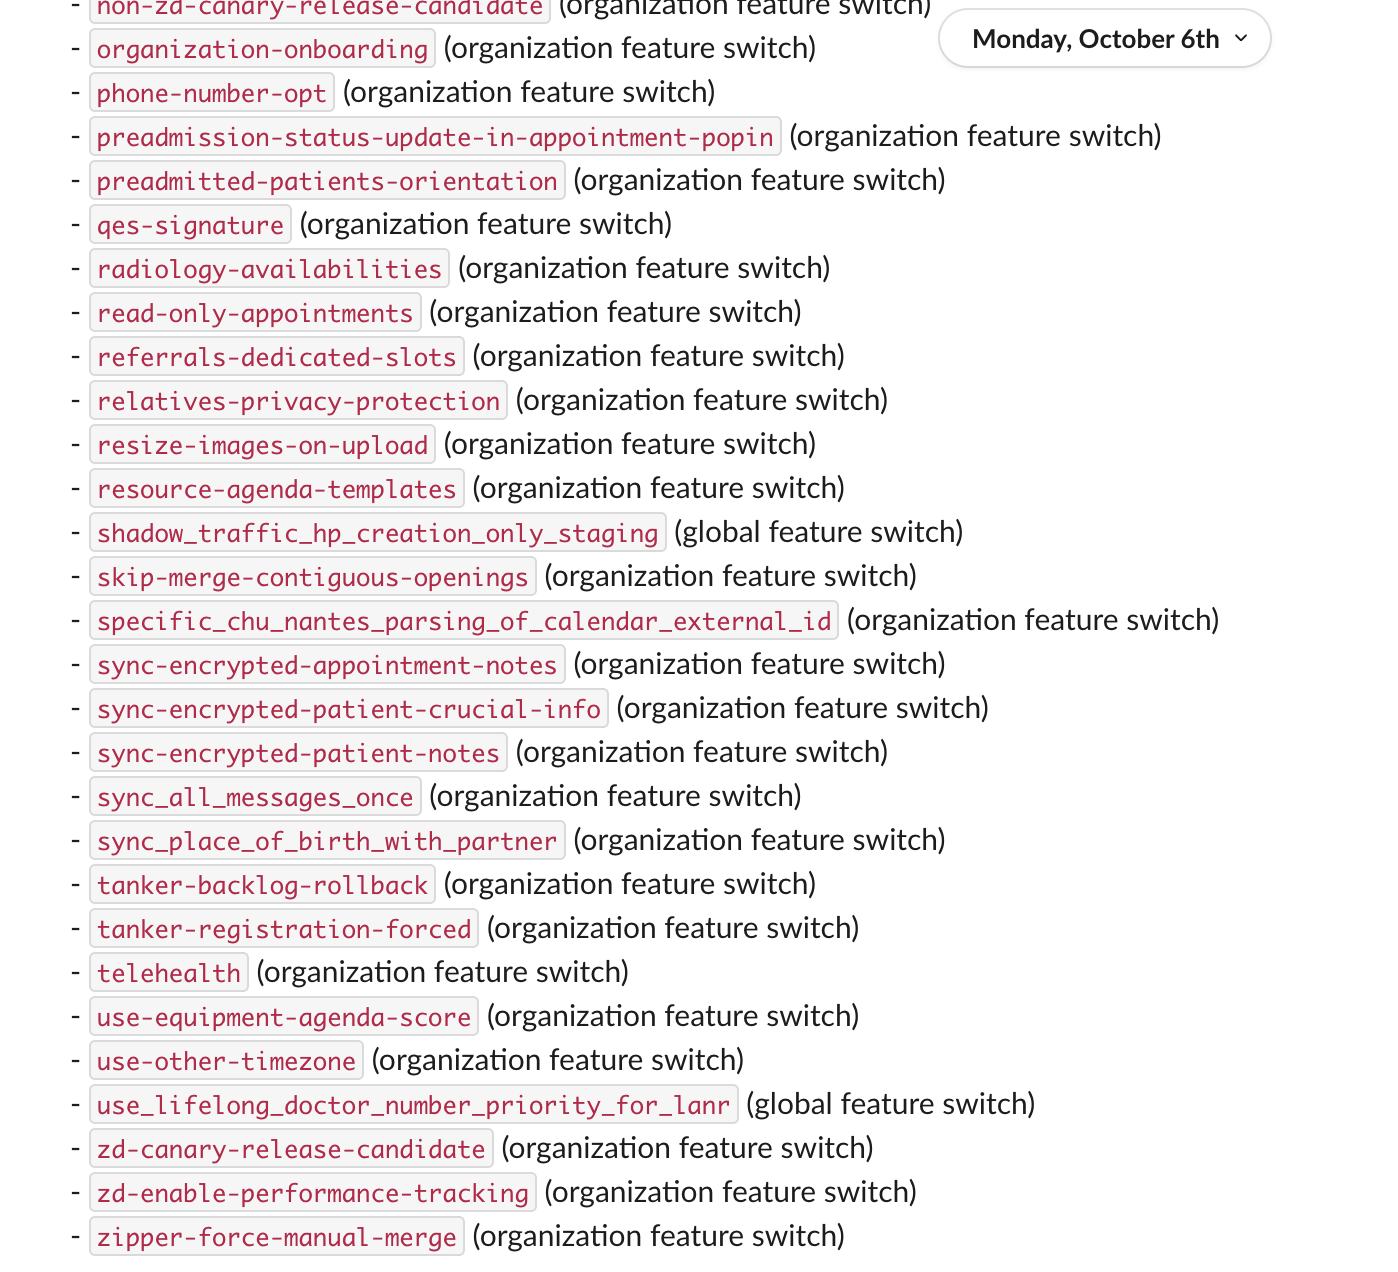 - non-zd-canary-release-candidate (organization feature switch)
Monday, October 6th
- organization-onboarding (organization feature switch)
- phone-number-opt (organization feature switch)
- preadmission-status-update-in-appointment-popin (organization feature switch)
- preadmitted-patients-orientation (organization feature switch)
- qes-signature (organization feature switch)
- radiology-availabilities (organization feature switch)
- read-only-appointments (organization feature switch)
- referrals-dedicated-slots (organization feature switch)
- relatives-privacy-protection (organization feature switch)
- resize-images-on-upload (organization feature switch)
- resource-agenda-templates (organization feature switch)
- shadow_traffic_hp_creation_only_staging (global feature switch)
- skip-merge-contiguous-openings (organization feature switch)
- specific_chu_nantes_parsing_of_calendar_external_id (organization feature switch)
- sync-encrypted-appointment-notes (organization feature switch)
- sync-encrypted-patient-crucial-info (organization feature switch)
- sync-encrypted-patient-notes (organization feature switch)
- sync_all_messages_once (organization feature switch)
- sync_place_of_birth_with_partner (organization feature switch)
- tanker-backlog-rollback (organization feature switch)
- tanker-registration-forced (organization feature switch)
- telehealth (organization feature switch)
- use-equipment-agenda-score (organization feature switch)
- use-other-timezone (organization feature switch)
- use_lifelong_doctor_number_priority_for_lanr (global feature switch)
- zd-canary-release-candidate (organization feature switch)
- zd-enable-performance-tracking (organization feature switch)
- zipper-force-manual-merge (organization feature switch)